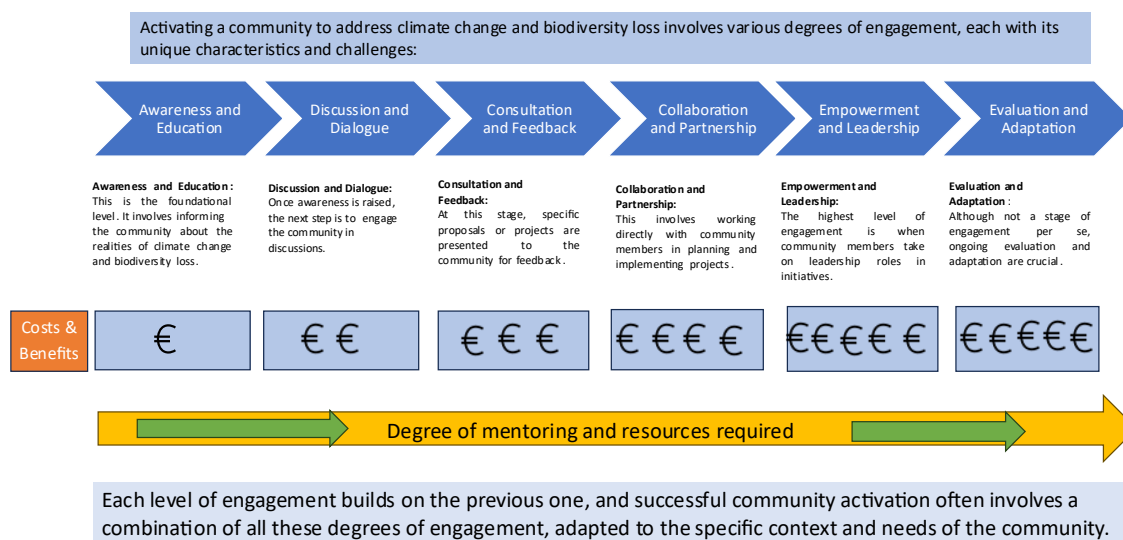 Activating a community to address climate change and biodiversity loss involves various degrees of engagement, each with its
unique characteristics and challenges:
Awareness and
Education
Discussion and
Dialogue
Consultation
and Feedback
Collaboration
and Partnership
Empowerment
and Leadership
Evaluation and
Adaptation
Awareness and Education :
This is the foundational
level. It involves informing
the community about the
realities of climate change
and biodiversity loss.
Discussion and Dialogue:
Once awareness is raised,
the next step is to engage
the community in
discussions.
Consultation and
Feedback:
At this stage, specific
proposals or projects are
presented to the
community for feedback.
Collaboration and
Partnership:
This involves working
directly with community
members in planning and
implementing projects.
Empowerment and
Leadership:
The highest level of
engagement is when
community members take
on leadership roles in
initiatives.
Evaluation and
Adaptation :
Although not a stage of
engagement per se,
ongoing evaluation and
adaptation are crucial.
Costs &
Benefits
€
€ €
€ € €
€ € € €
€ € € € €
€ € € € €
Degree of mentoring and resources required
Each level of engagement builds on the previous one, and successful community activation often involves a
combination of all these degrees of engagement, adapted to the specific context and needs of the community.